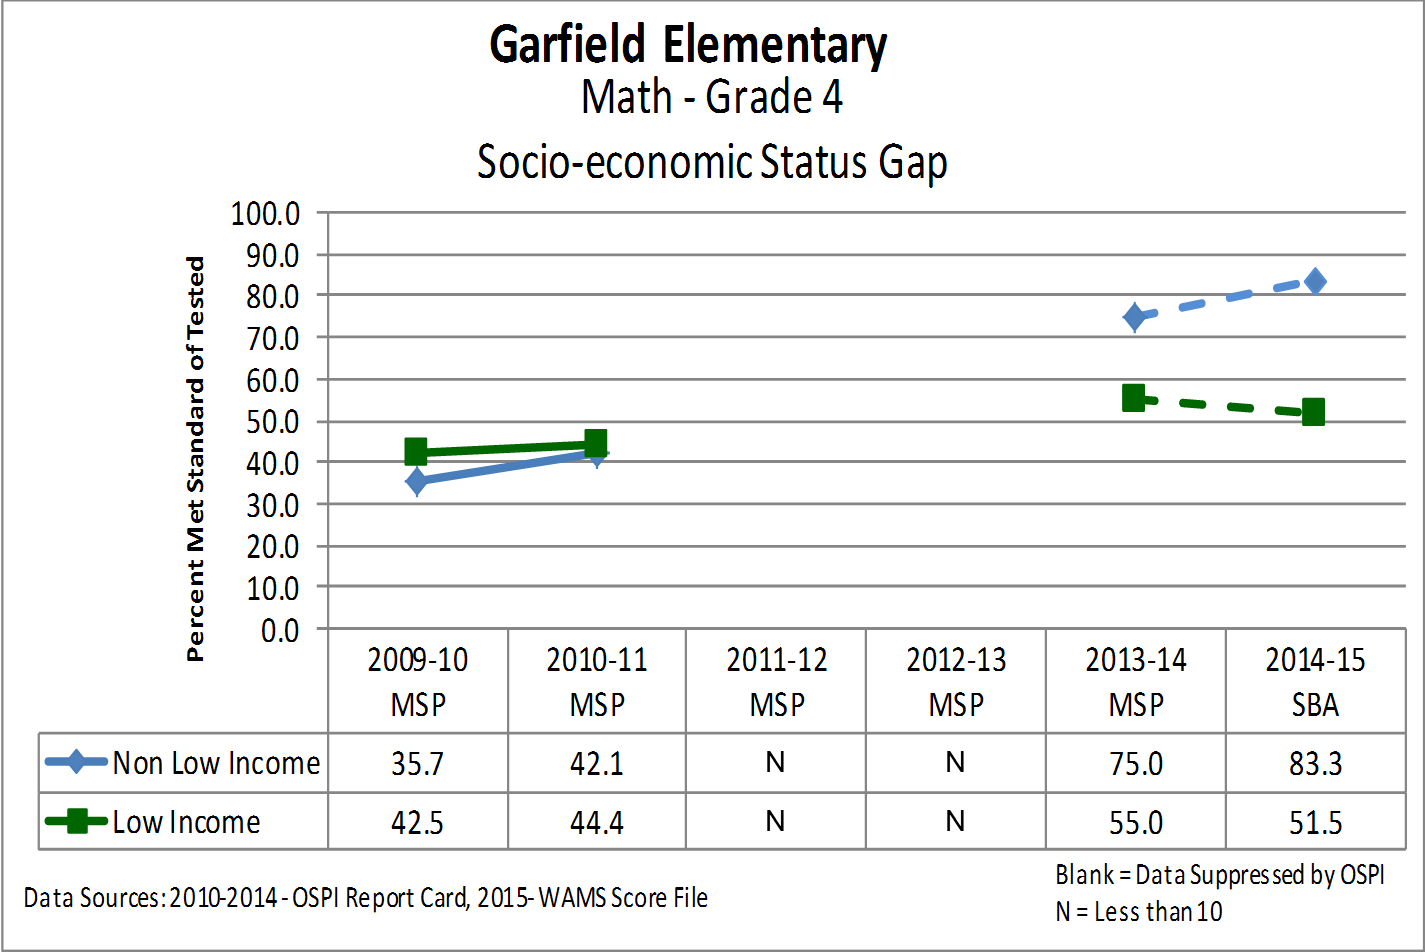 Garfield Elementary
Math - Grade 4
Socio-economic Status Gap
Percent Met Standard of Tested
100.0
90.0
80.0
70.0
60.0
50.0
40.0
30.0
20.0
10.0
0.0
2009-10 2010-11 2011-12 2012-13 2013-14 2014-15
MSP MSP MSP MSP MSP SBA
Non Low Income 35.7 42.1 N N 75.0 83.3
Low Income 42.5 44.4 N N 55.0 51.5
Blank = Data Suppressed by OSPI
Data Sources: 2010-2014 - OSPI Report Card, 2015- WAMS Score File
N = Less than 10